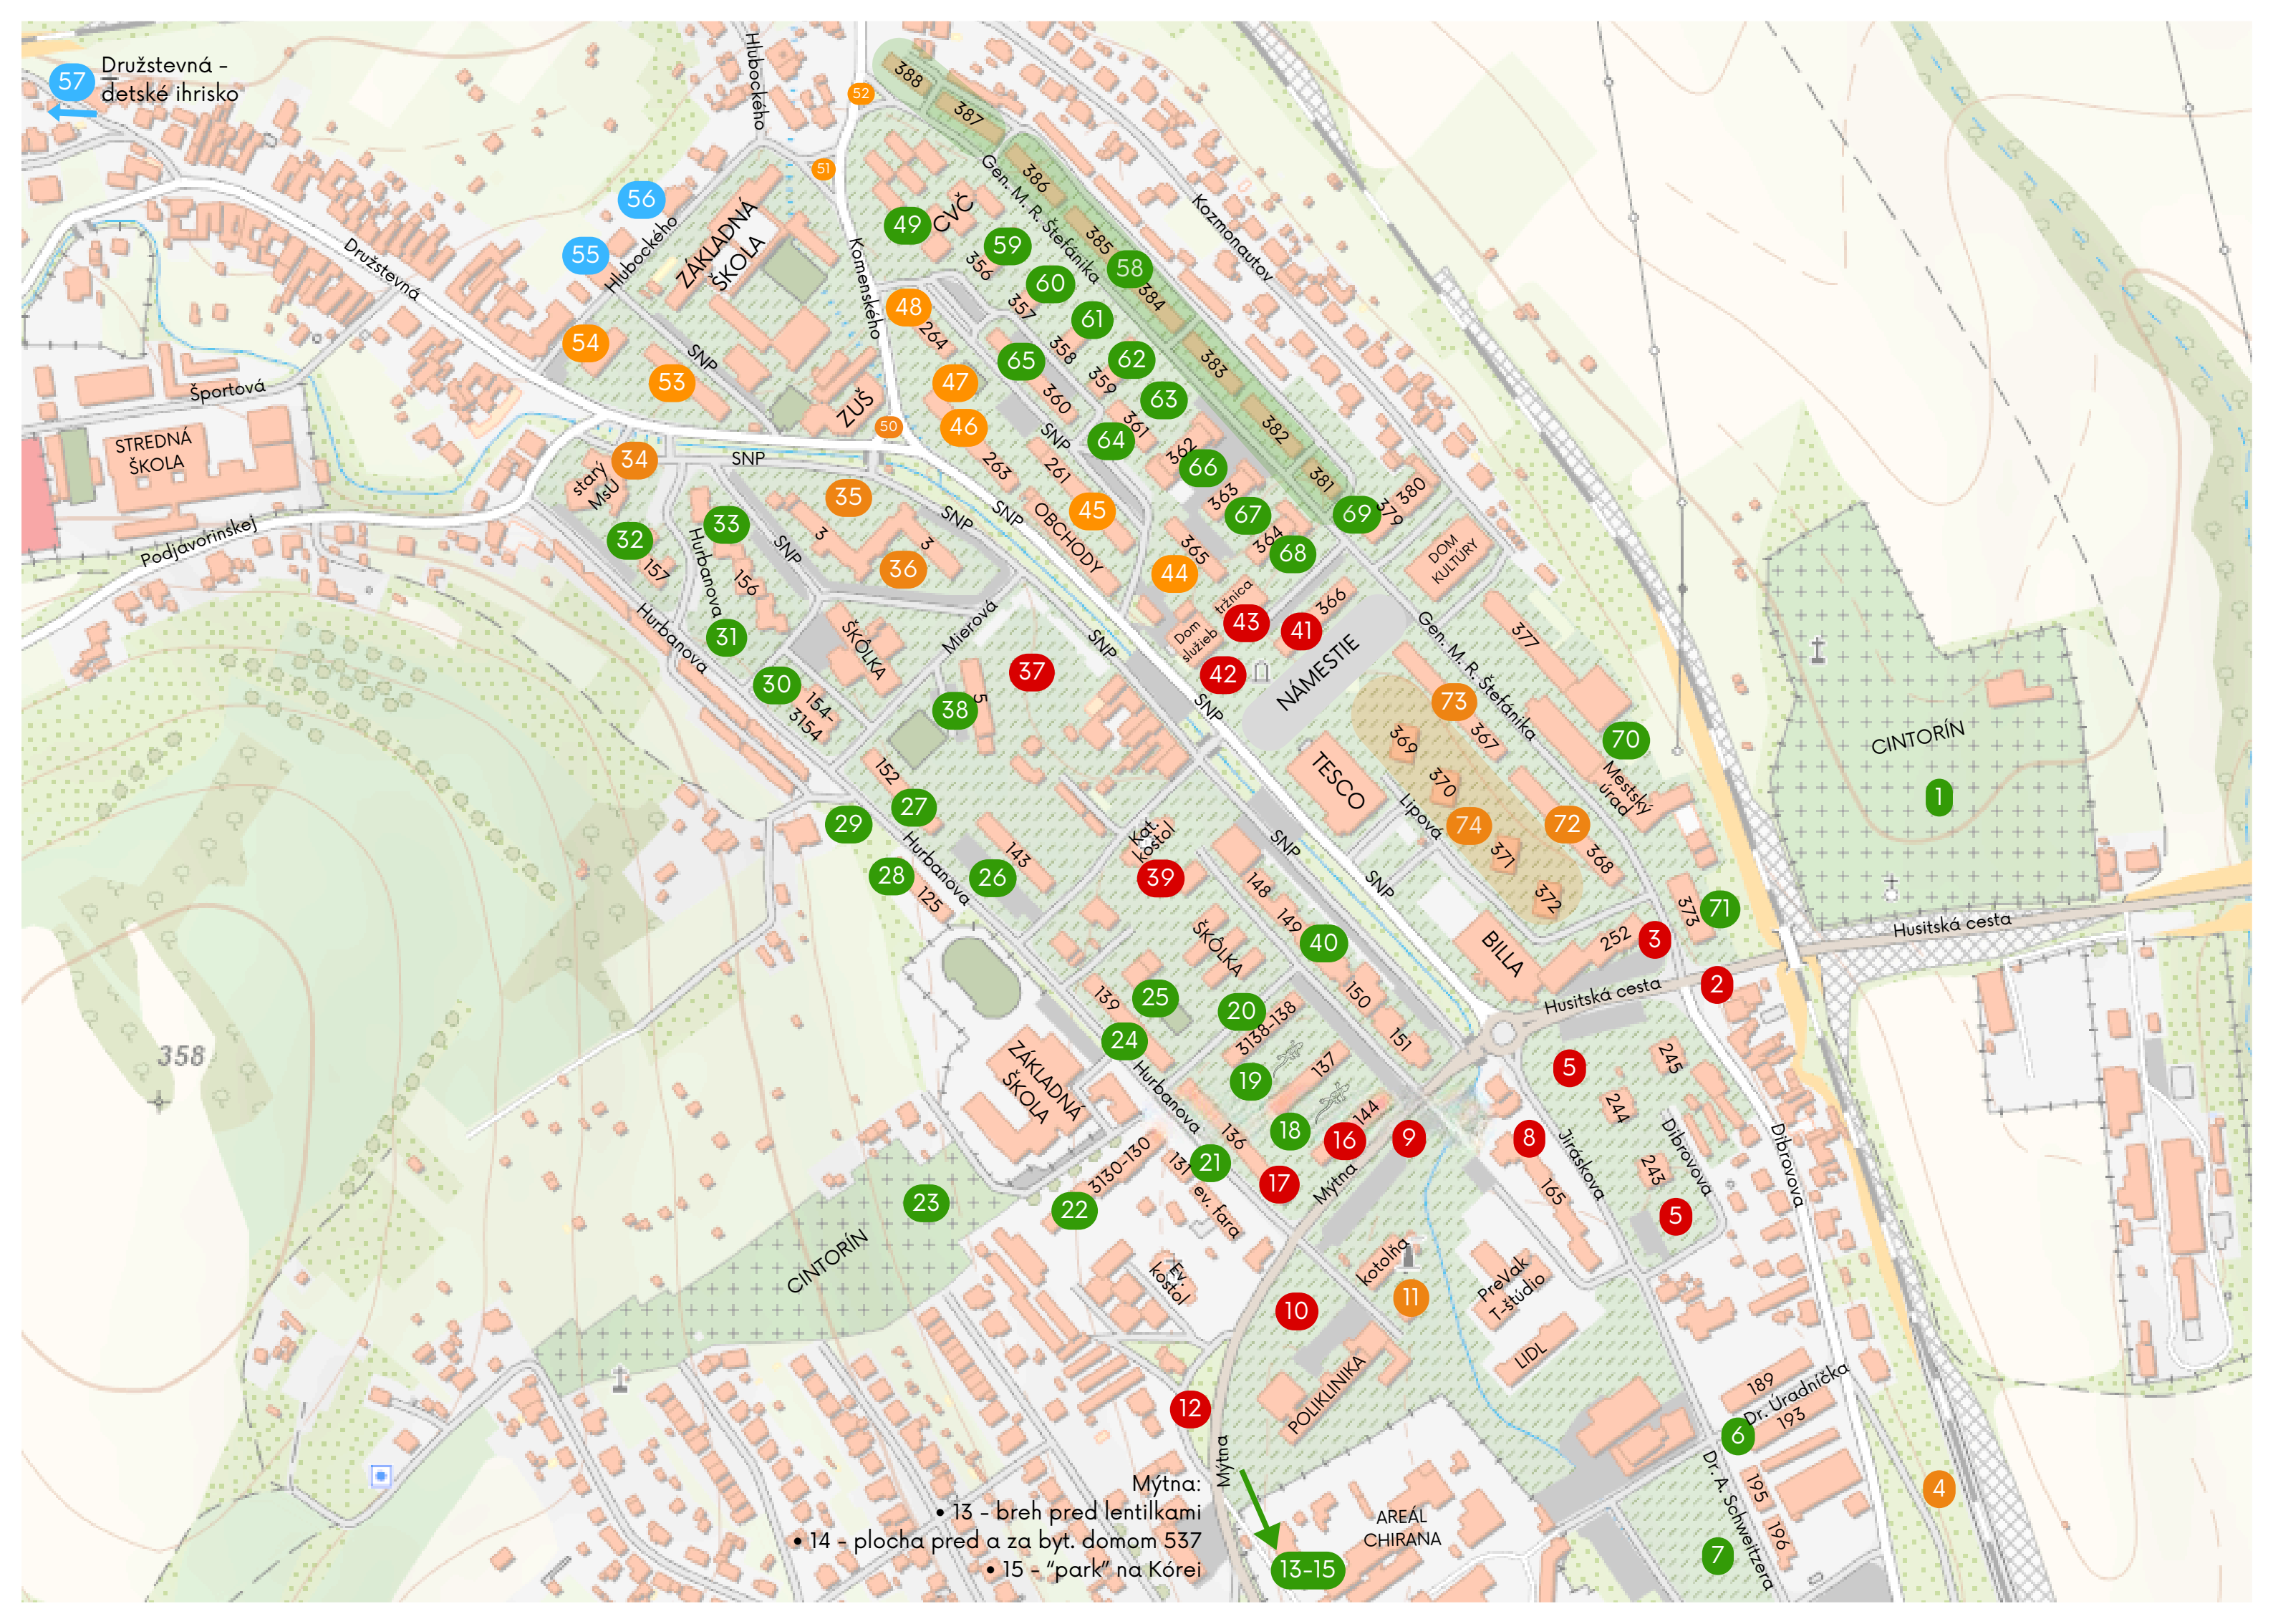 57
Družstevná -
detské ihrisko
Hlubockého
52
388
387
51
386
Gen. M. R. Štefánika
Kozmonautov
56
55
Hlubockého
ZÁKLADNÁ
ŠKOLA
Komenského
49
CVČ
59
356
385
58
384
60
357
61
48
264
358
62
359
383
65
360
63
47
46
ZUŠ
50
Družstevná
54
SNP
53
Športová
STREDNÁ
ŠKOLA
361
64
362
66
382
SNP
263
261
45
363
67
381
69
379
380
364
68
365
44
OBCHODY
SNP
DOM
KULTÚRY
starý
MsÚ
34
SNP
35
3
3
36
SNP
33
32
157
Hurbanova
156
SNP
Podjavorinskej
31
Hurbanova
ŠKÔLKA
Mierová
SNP
tržnica
43
Dom
služieb
41
366
42
NÁMESTIE
Gen. M. R. Štefánika
377
37
5
38
30
154-
3154
152
SNP
73
367
369
370
TESCO
Lipová
74
371
72
368
372
70
Mestský
úrad
CINTORÍN
1
29
27
Hurbanova
28
125
26
143
Kat.
kostol
39
SNP
148
149
40
SNP
373
71
252
3
BILLA
Husitská cesta
Husitská cesta
2
ŠKÔLKA
150
151
139
25
20
3138-138
24
19
137
358
ZÁKLADNÁ
ŠKOLA
Hurbanova
136
18
16
144
9
Mýtna
17
21
131
ev. fara
3130-130
22
23
CINTORÍN
Ev.
kostol
5
245
244
8
Jiráskova
Dibrovova
Dibrovova
243
5
165
kotolňa
11
10
PreVak
T-štúdio
LIDL
POLIKLINIKA
12
Mýtna
189
Dr. Úradníčka
193
6
195
196
Dr. A. Schweitzera
7
4
AREÁL
CHIRANA
Mýtna:
• 13 - breh pred lentilkami
• 14 - plocha pred a za byt. domom 537
• 15 - “park” na Kórei
13-15